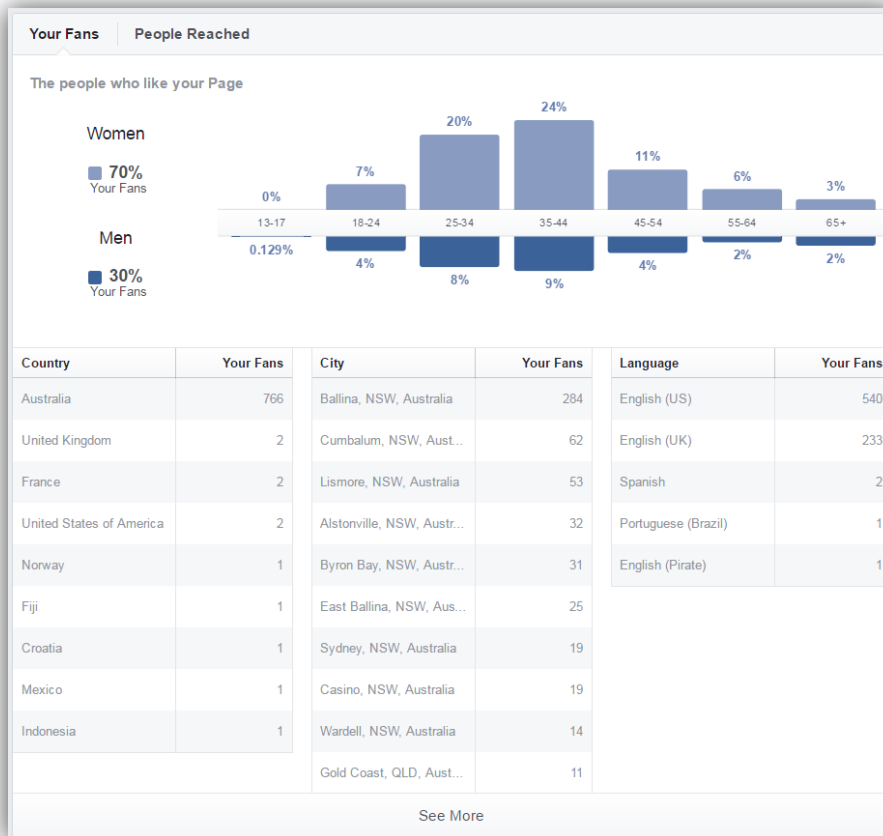 Your Fans People Reached
The people who like your Page
Women
70%
Your Fans
Men
30%
Your Fans
0% 7% 20% 24% 11% 6% 3%
13-17 18-24 25-34 35-44 45-54 55-64 65+
0.129% 4% 8% 9% 4% 2% 2%
Country Your Fans City Your Fans Language Your Fans
Australia 766 Ballina, NSW, Australia 284 English (US) 540
United Kingdom 2 Cumbalum, NSW, Aust... 62 English (UK) 233
France 2 Lismore, NSW, Australia 53 Spanish 2
United States of America 2 Alstonville, NSW, Austr... 32 Portuguese (Brazil) 1
Norway 1 Byron Bay, NSW, Austr... 31 English (Pirate) 1
Fiji 1 East Ballina, NSW, Aus... 25
Croatia 1 Sydney, NSW, Australia 19
Mexico 1 Casino, NSW, Australia 19
Indonesia 1 Wardell, NSW, Australia 14
Gold Coast, QLD, Aust... 11
See More